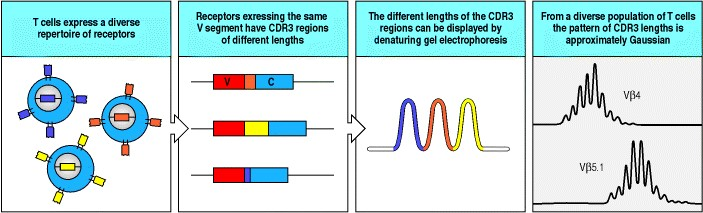 T cells express a diverse
repertoire of receptors
Receptors exressing the same
V segment have CDR3 regions
of different lengths
The different lengths of the CDR3
regions can be displayed by
denaturing gel electrophoresis
From a diverse population of T cells
the pattern of CDR3 lengths is
approximately Gaussian
V C
Vβ4
Vβ5.1